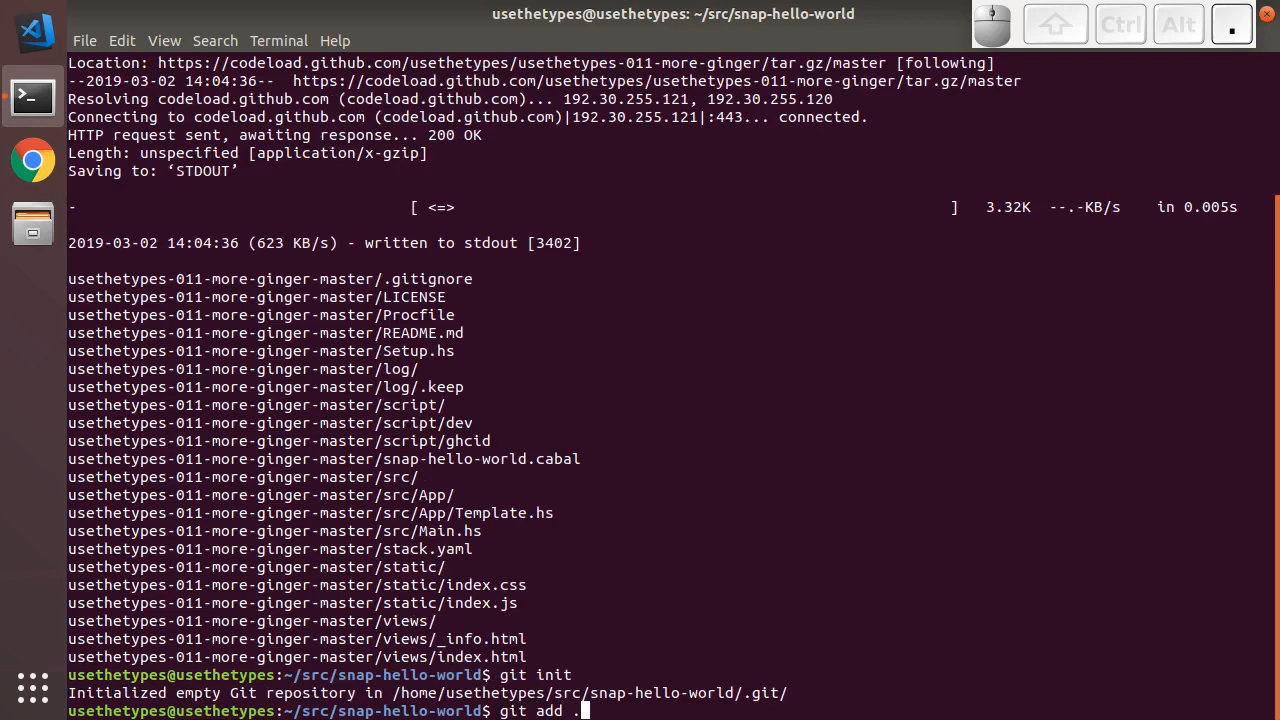 usethetypes@usethetypes: ~/src/snap-hello-world
Ctrl
Alt
.
File Edit View Search Terminal Help
Location: https://codeload.github.com/usethetypes/usethetypes-011-more-ginger/tar.gz/master [following]
--2019-03-02 14:04:36-- https://codeload.github.com/usethetypes/usethetypes-011-more-ginger/tar.gz/master
Resolving codeload.github.com (codeload.github.com)... 192.30.255.121, 192.30.255.120
Connecting to codeload.github.com (codeload.github.com)|192.30.255.121|:443... connected.
HTTP request sent, awaiting response... 200 OK
Length: unspecified [application/x-gzip]
Saving to: ‘STDOUT’
- [ <=> ] 3.32K --.-KB/s in 0.005s
2019-03-02 14:04:36 (623 KB/s) - written to stdout [3402]
usethetypes-011-more-ginger-master/.gitignore
usethetypes-011-more-ginger-master/LICENSE
usethetypes-011-more-ginger-master/Procfile
usethetypes-011-more-ginger-master/README.md
usethetypes-011-more-ginger-master/Setup.hs
usethetypes-011-more-ginger-master/log/
usethetypes-011-more-ginger-master/log/.keep
usethetypes-011-more-ginger-master/script/
usethetypes-011-more-ginger-master/script/dev
usethetypes-011-more-ginger-master/script/ghcid
usethetypes-011-more-ginger-master/snap-hello-world.cabal
usethetypes-011-more-ginger-master/src/
usethetypes-011-more-ginger-master/src/App/
usethetypes-011-more-ginger-master/src/App/Template.hs
usethetypes-011-more-ginger-master/src/Main.hs
usethetypes-011-more-ginger-master/stack.yaml
usethetypes-011-more-ginger-master/static/
usethetypes-011-more-ginger-master/static/index.css
usethetypes-011-more-ginger-master/static/index.js
usethetypes-011-more-ginger-master/views/
usethetypes-011-more-ginger-master/views/_info.html
usethetypes-011-more-ginger-master/views/index.html
usethetypes@usethetypes:~/src/snap-hello-world$ git init
Initialized empty Git repository in /home/usethetypes/src/snap-hello-world/.git/
usethetypes@usethetypes:~/src/snap-hello-world$ git add .